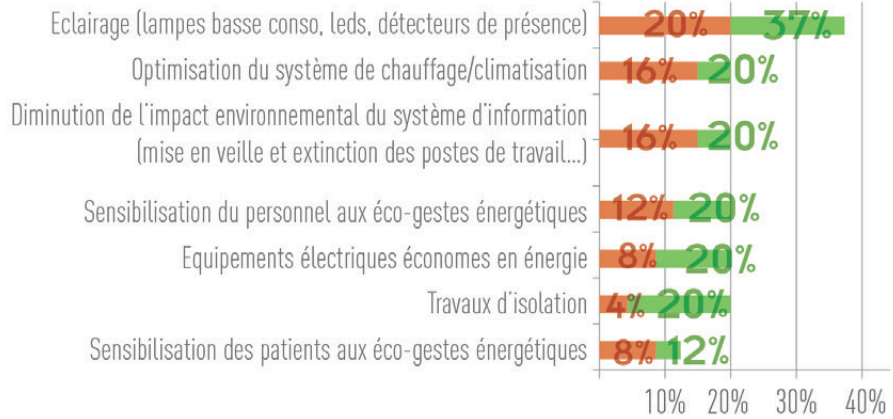 Eclairage (lampes basse conso, leds, détecteurs de présence) 20% 37%
Optimisation du système de chauffage/climatisation 16% 20%
Diminution de l'impact environnemental du système d'information
(mise en veille et extinction des postes de travail...) 16% 20%
Sensibilisation du personnel aux éco-gestes énergétiques 12% 20%
Equipements électriques économes en énergie 8% 20%
Travaux d'isolation 4% 20%
Sensibilisation des patients aux éco-gestes énergétiques 8% 12%
10% 20% 30% 40%